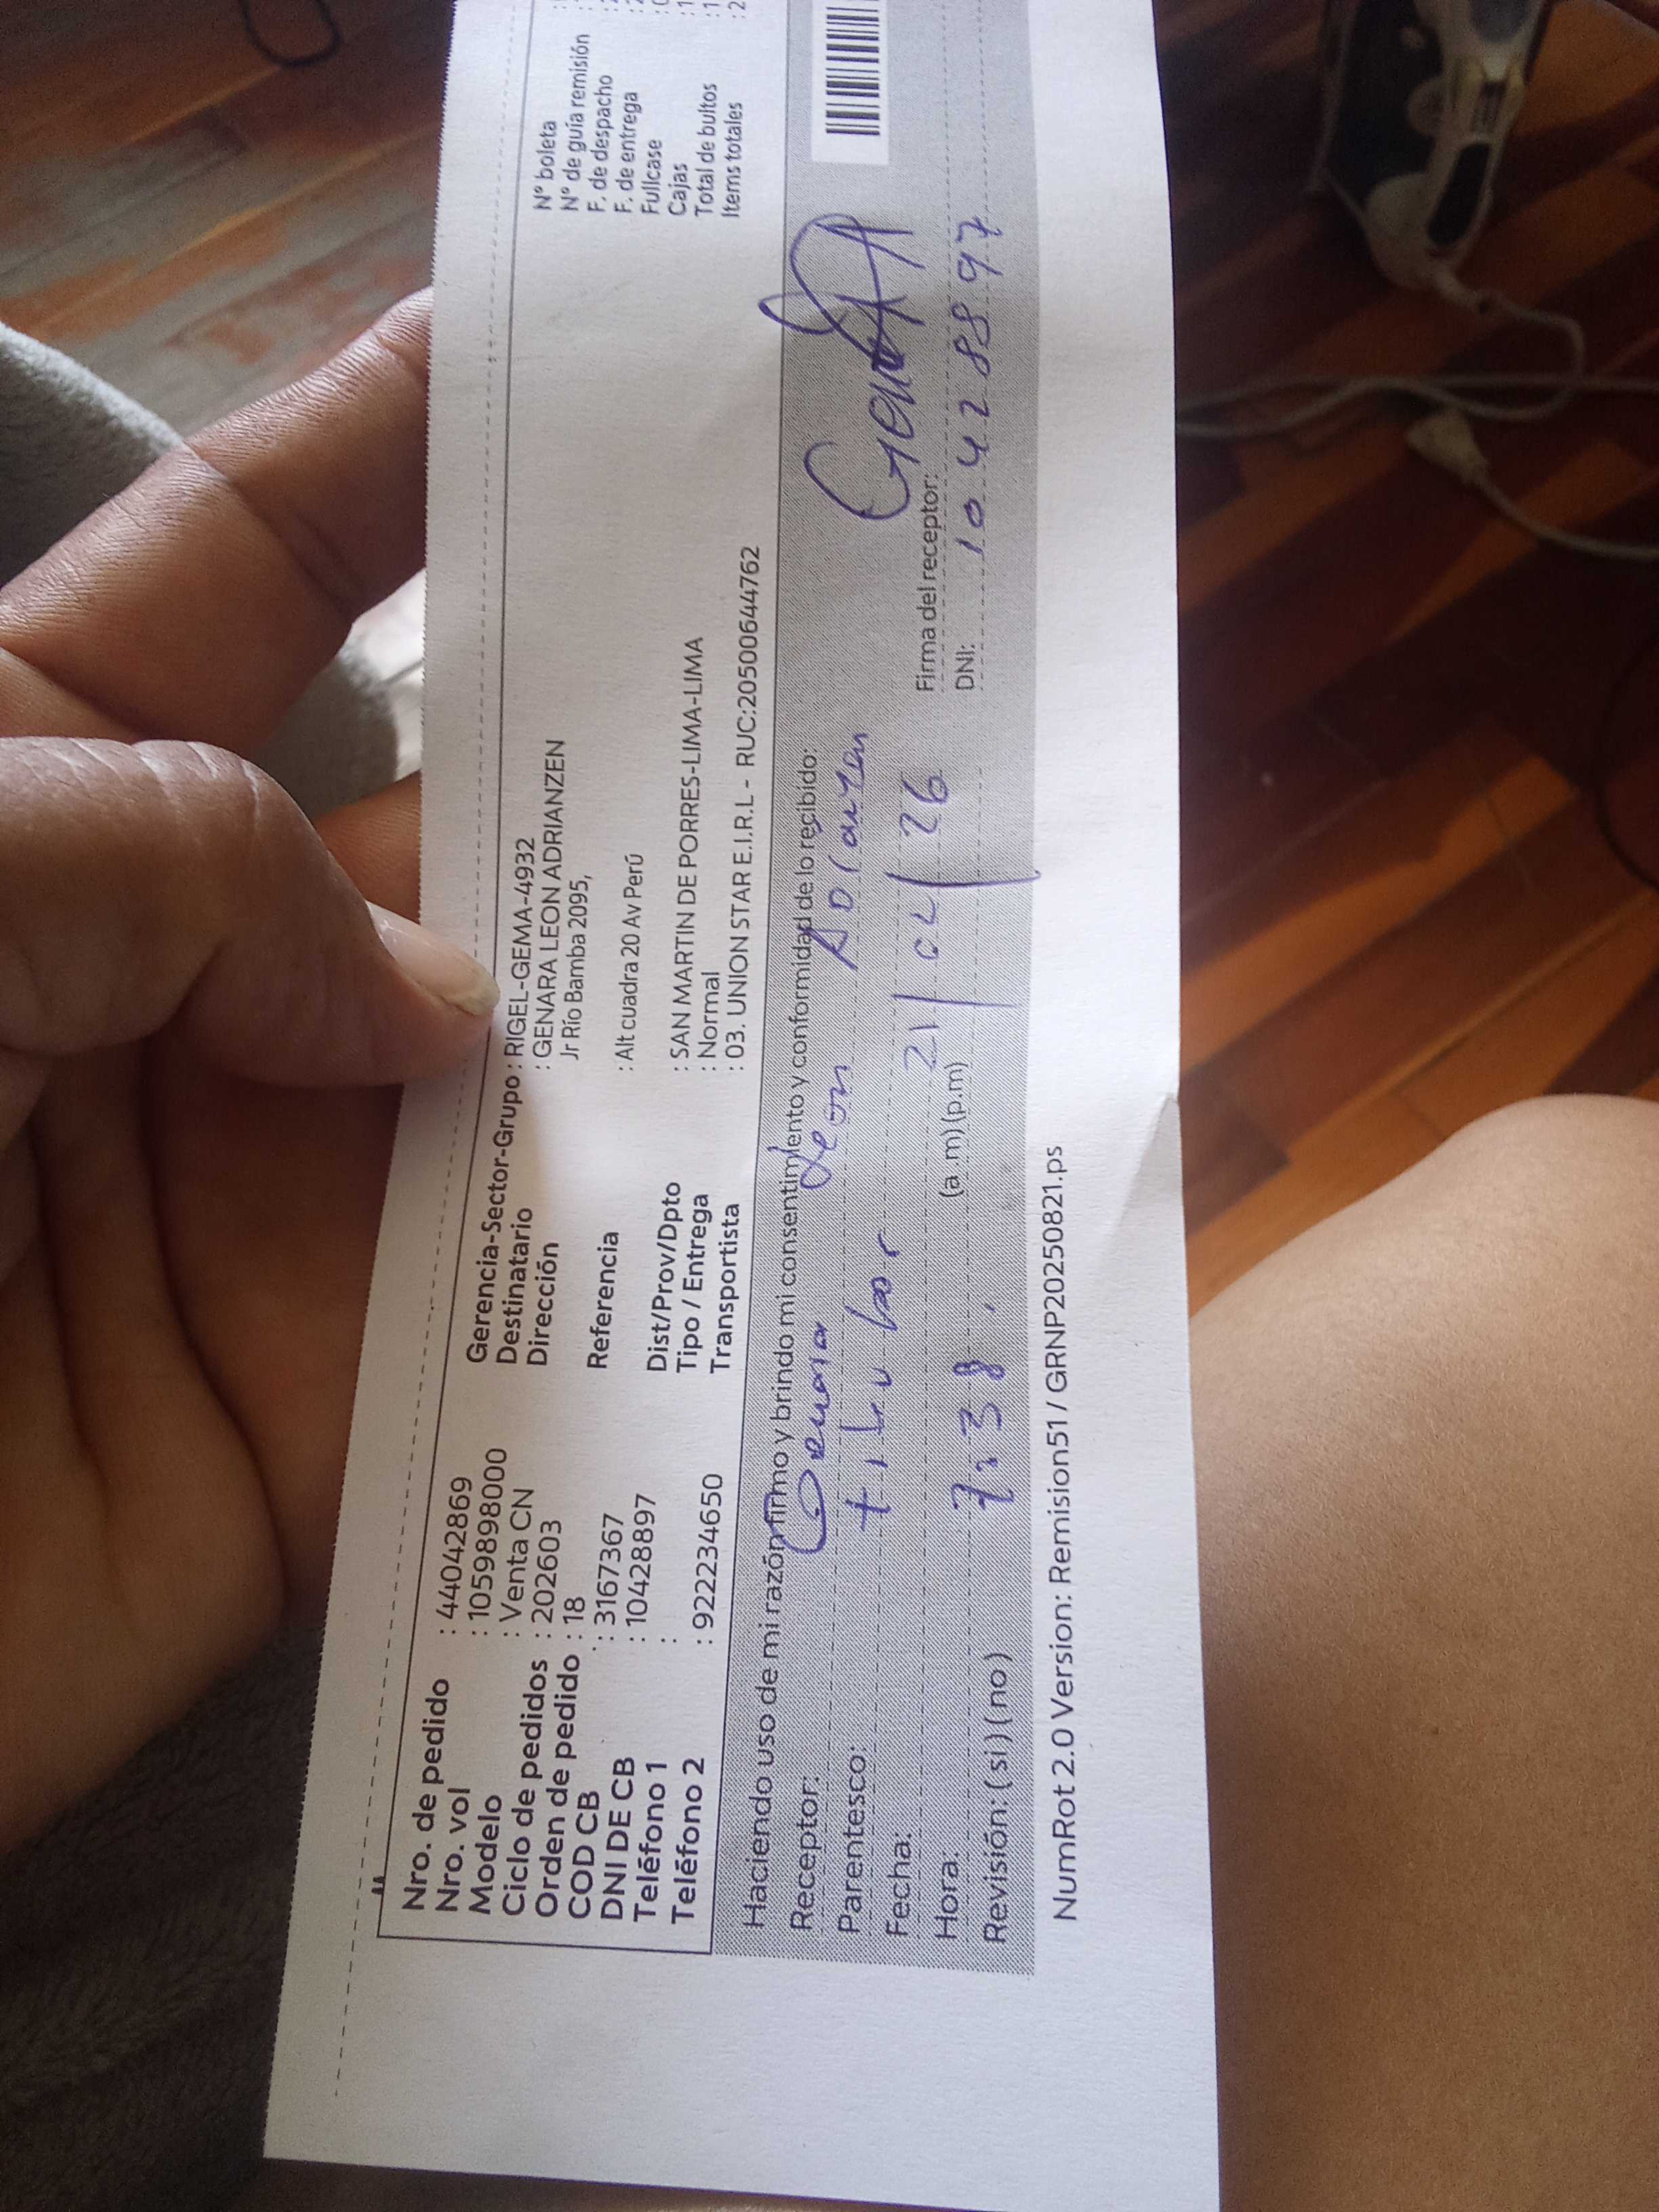 Nro. de pedido : 44042869
Nro. vol : 1059898000
Modelo : Venta CN
Ciclo de pedidos : 202603
Orden de pedido : 18
COD CB : 3167367
DNI DE CB : 10428897
Teléfono 1 :
Teléfono 2 : 922234650
Gerencia-Sector-Grupo : RIGEL-GEMA-4932
Destinatario : GENARA LEON ADRIANZEN
Dirección Jr Río Bamba 2095,
Referencia : Alt cuadra 20 Av Perú
Dist/Prov/Dpto : SAN MARTIN DE PORRES-LIMA-LIMA
Tipo / Entrega : Normal
Transportista : 03. UNION STAR E.I.R.L - RUC:20500644762
N° boleta
N° de guía remisión
F. de despacho
F. de entrega
Fullcase
Cajas
Total de bultos
Items totales
Haciendo uso de mi razón firmo y brindo mi consentimiento y conformidad de lo recibido:
Receptor: Genara Leon
Parentesco: titular
Fecha: 21/ /26
Hora: 7:38 (a.m)(p.m)
Revisión: (si) (no)
Firma del receptor:
DNI: 10428897
NumRot 2.0 Version: Remision51 / GRNP20250821.ps